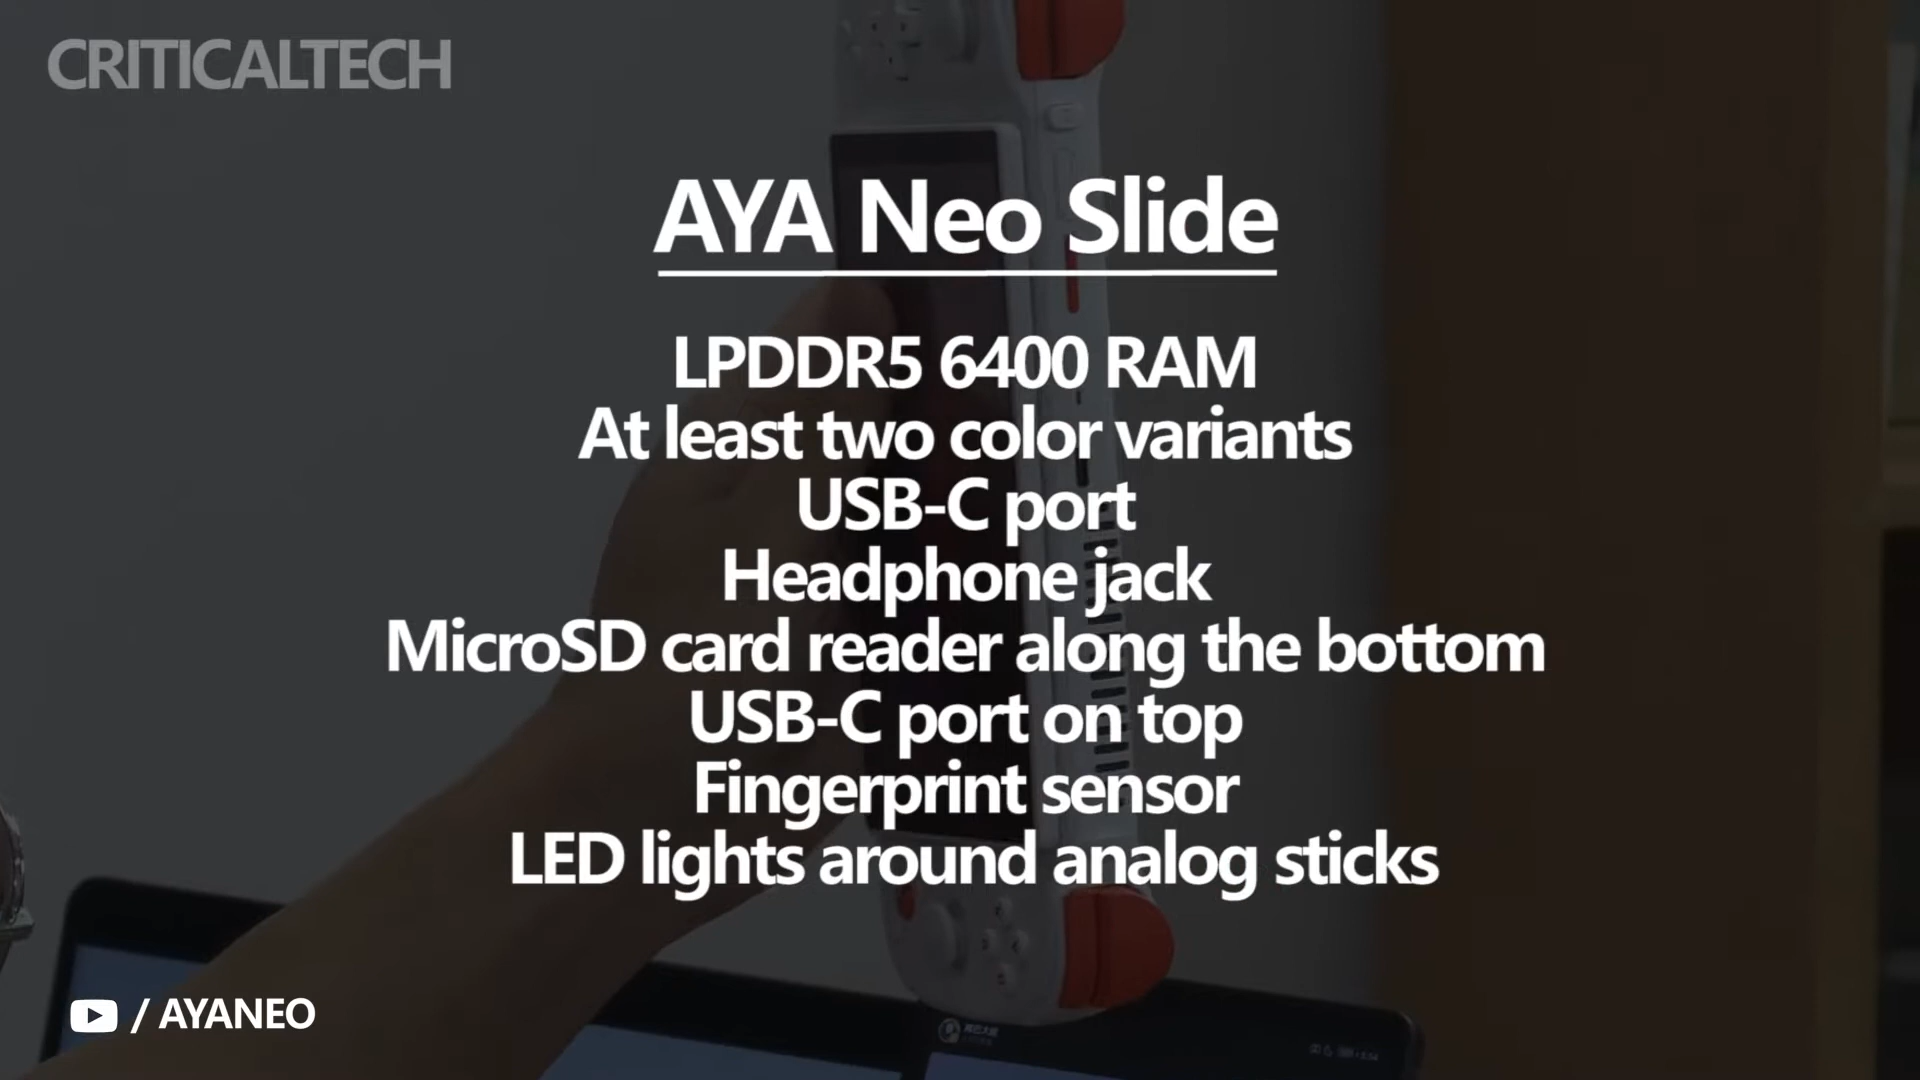 CRITICALTECH
AYA Neo Slide
LPDDR5 6400 RAM
At least two color variants
USB-C port
Headphone jack
MicroSD card reader along the bottom
USB-C port on top
Fingerprint sensor
LED lights around analog sticks
/ AYANEO